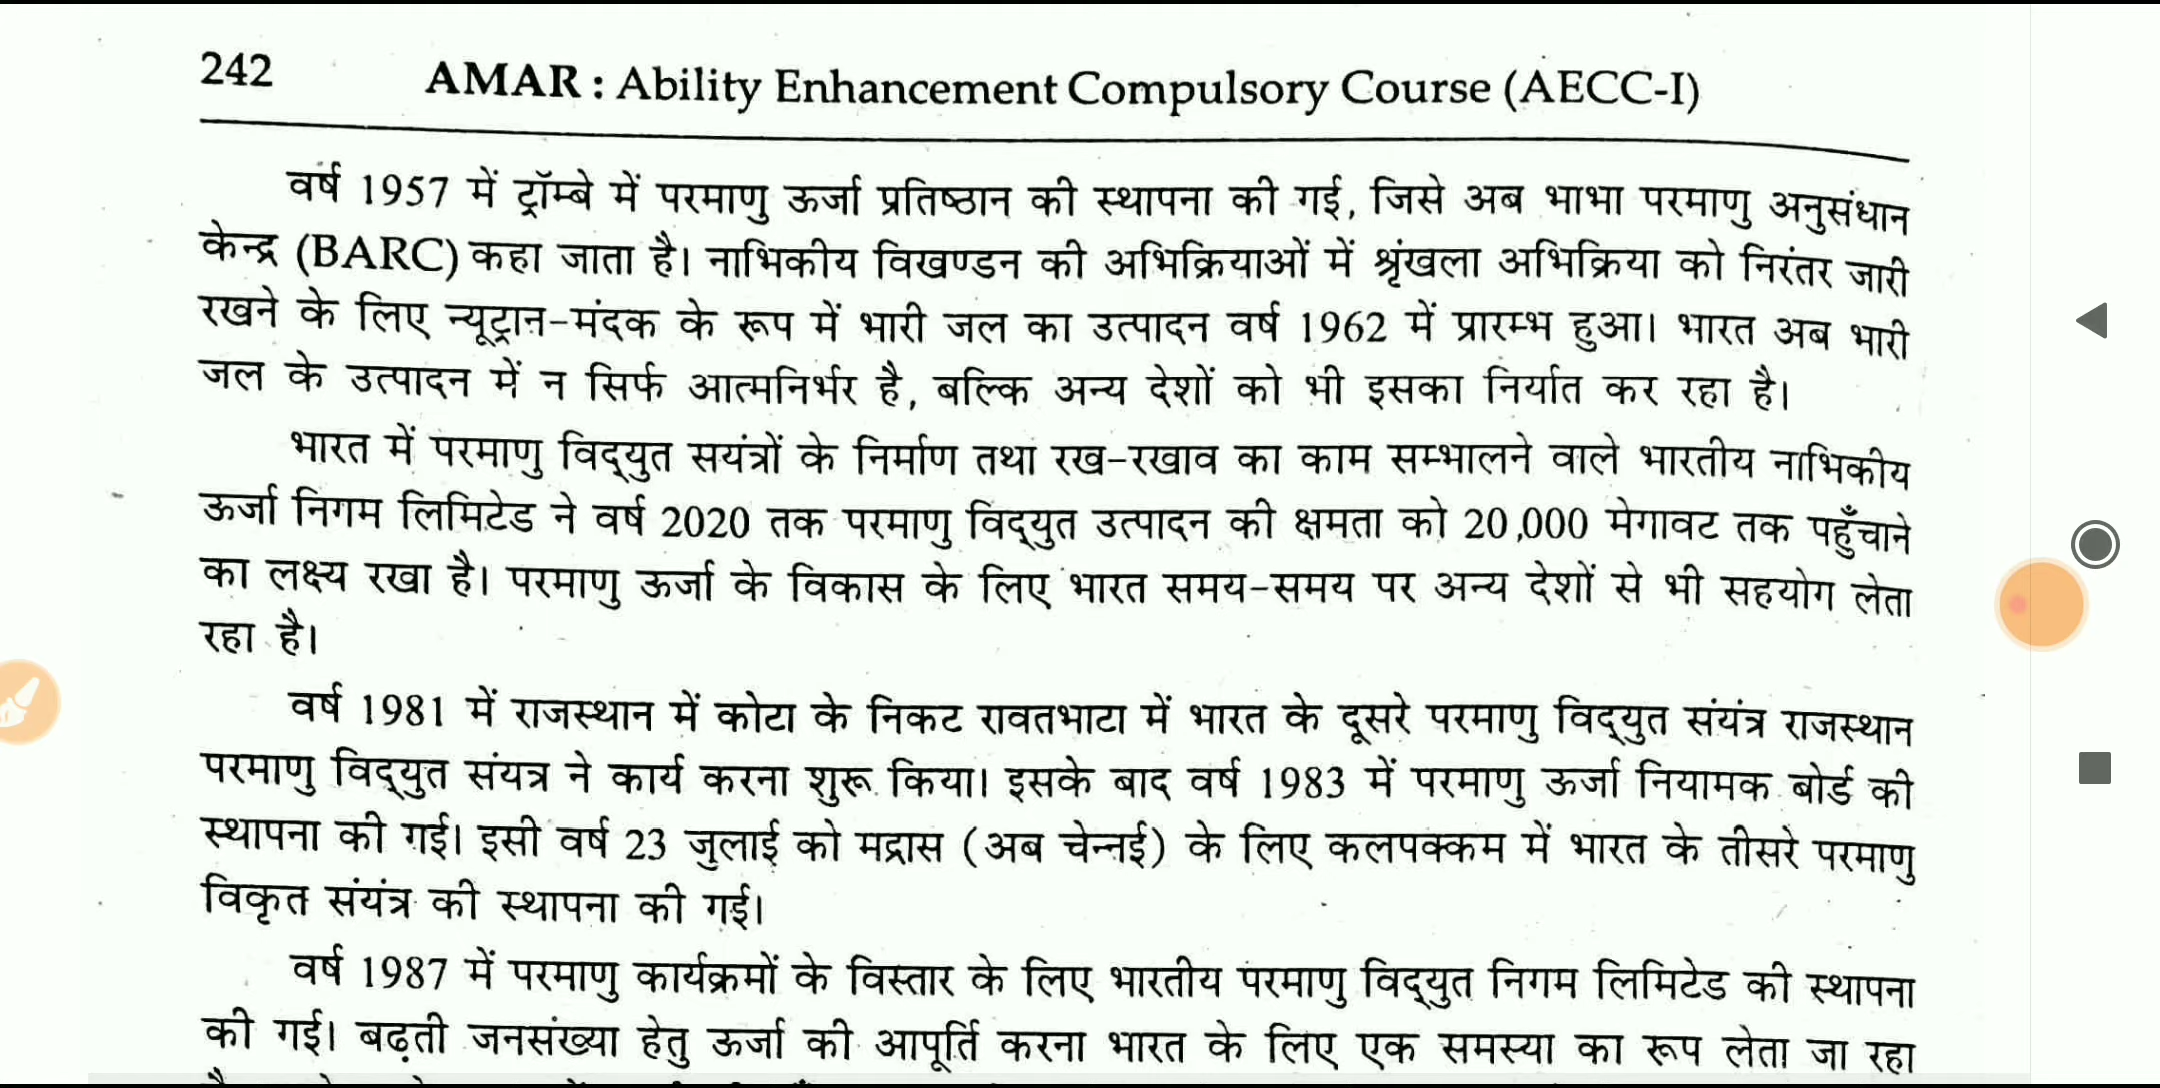 242
AMAR : Ability Enhancement Compulsory Course (AECC-I)
वर्ष 1957 में ट्रॉम्बे में परमाणु ऊर्जा प्रतिष्ठान की स्थापना की गई, जिसे अब भाभा परमाणु अनुसंधान
केन्द्र (BARC) कहा जाता है। नाभिकीय विखण्डन की अभिक्रियाओं में श्रृंखला अभिक्रिया को निरंतर जारी
रखने के लिए न्यूट्रान-मंदक के रूप में भारी जल का उत्पादन वर्ष 1962 में प्रारम्भ हुआ। भारत अब भारी
जल के उत्पादन में न सिर्फ आत्मनिर्भर है, बल्कि अन्य देशों को भी इसका निर्यात कर रहा है।
भारत में परमाणु विद्युत सयंत्रों के निर्माण तथा रख-रखाव का काम सम्भालने वाले भारतीय नाभिकीय
ऊर्जा निगम लिमिटेड ने वर्ष 2020 तक परमाणु विद्युत उत्पादन की क्षमता को 20,000 मेगावट तक पहुँचाने
का लक्ष्य रखा है। परमाणु ऊर्जा के विकास के लिए भारत समय-समय पर अन्य देशों से भी सहयोग लेता
रहा है।
वर्ष 1981 में राजस्थान में कोटा के निकट रावतभाटा में भारत के दूसरे परमाणु विद्युत संयंत्र राजस्थान
परमाणु विद्युत संयत्र ने कार्य करना शुरू किया। इसके बाद वर्ष 1983 में परमाणु ऊर्जा नियामक बोर्ड की
स्थापना की गई। इसी वर्ष 23 जुलाई को मद्रास (अब चेन्नई) के लिए कलपक्कम में भारत के तीसरे परमाणु
विकृत संयंत्र की स्थापना की गई।
वर्ष 1987 में परमाणु कार्यक्रमों के विस्तार के लिए भारतीय परमाणु विद्युत निगम लिमिटेड की स्थापना
की गई। बढ़ती जनसंख्या हेतु ऊर्जा की आपूर्ति करना भारत के लिए एक समस्या का रूप लेता जा रहा